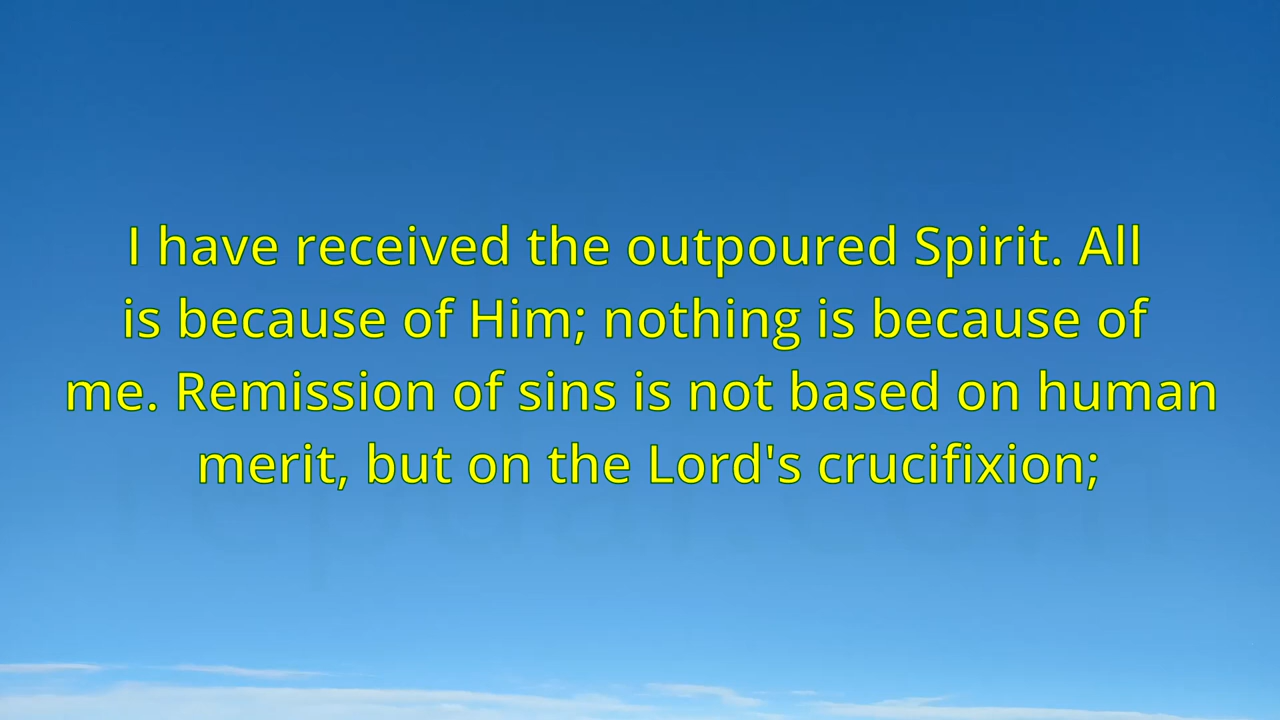 I have received the outpoured Spirit. All
is because of Him; nothing is because of
me. Remission of sins is not based on human
merit, but on the Lord's crucifixion;